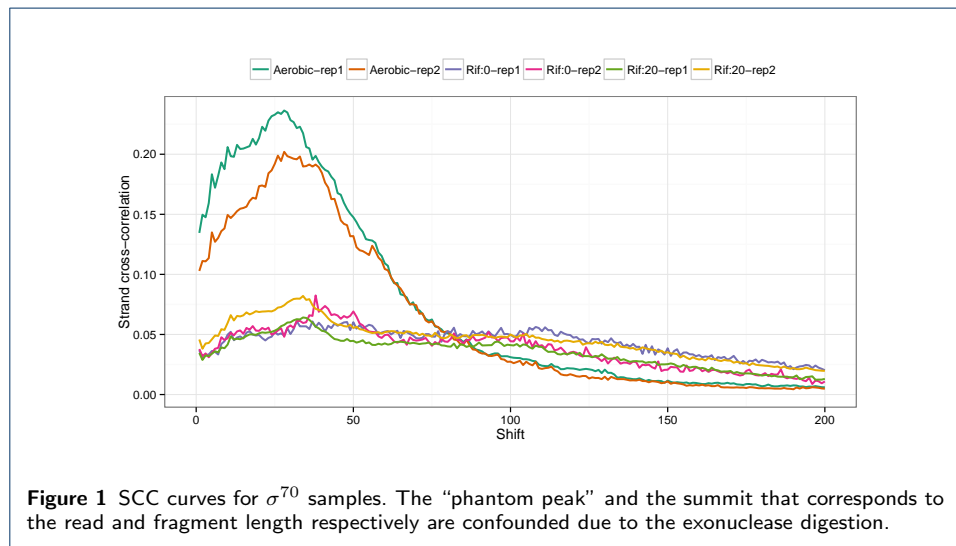 Aerobic−rep1 Aerobic−rep2 Rif:0−rep1 Rif:0−rep2 Rif:20−rep1 Rif:20−rep2
Strand cross−correlation
0.20
0.15
0.10
0.05
0.00
0 50 100 150 200
Shift
Figure 1 SCC curves for σ⁷⁰ samples. The “phantom peak” and the summit that corresponds to
the read and fragment length respectively are confounded due to the exonuclease digestion.